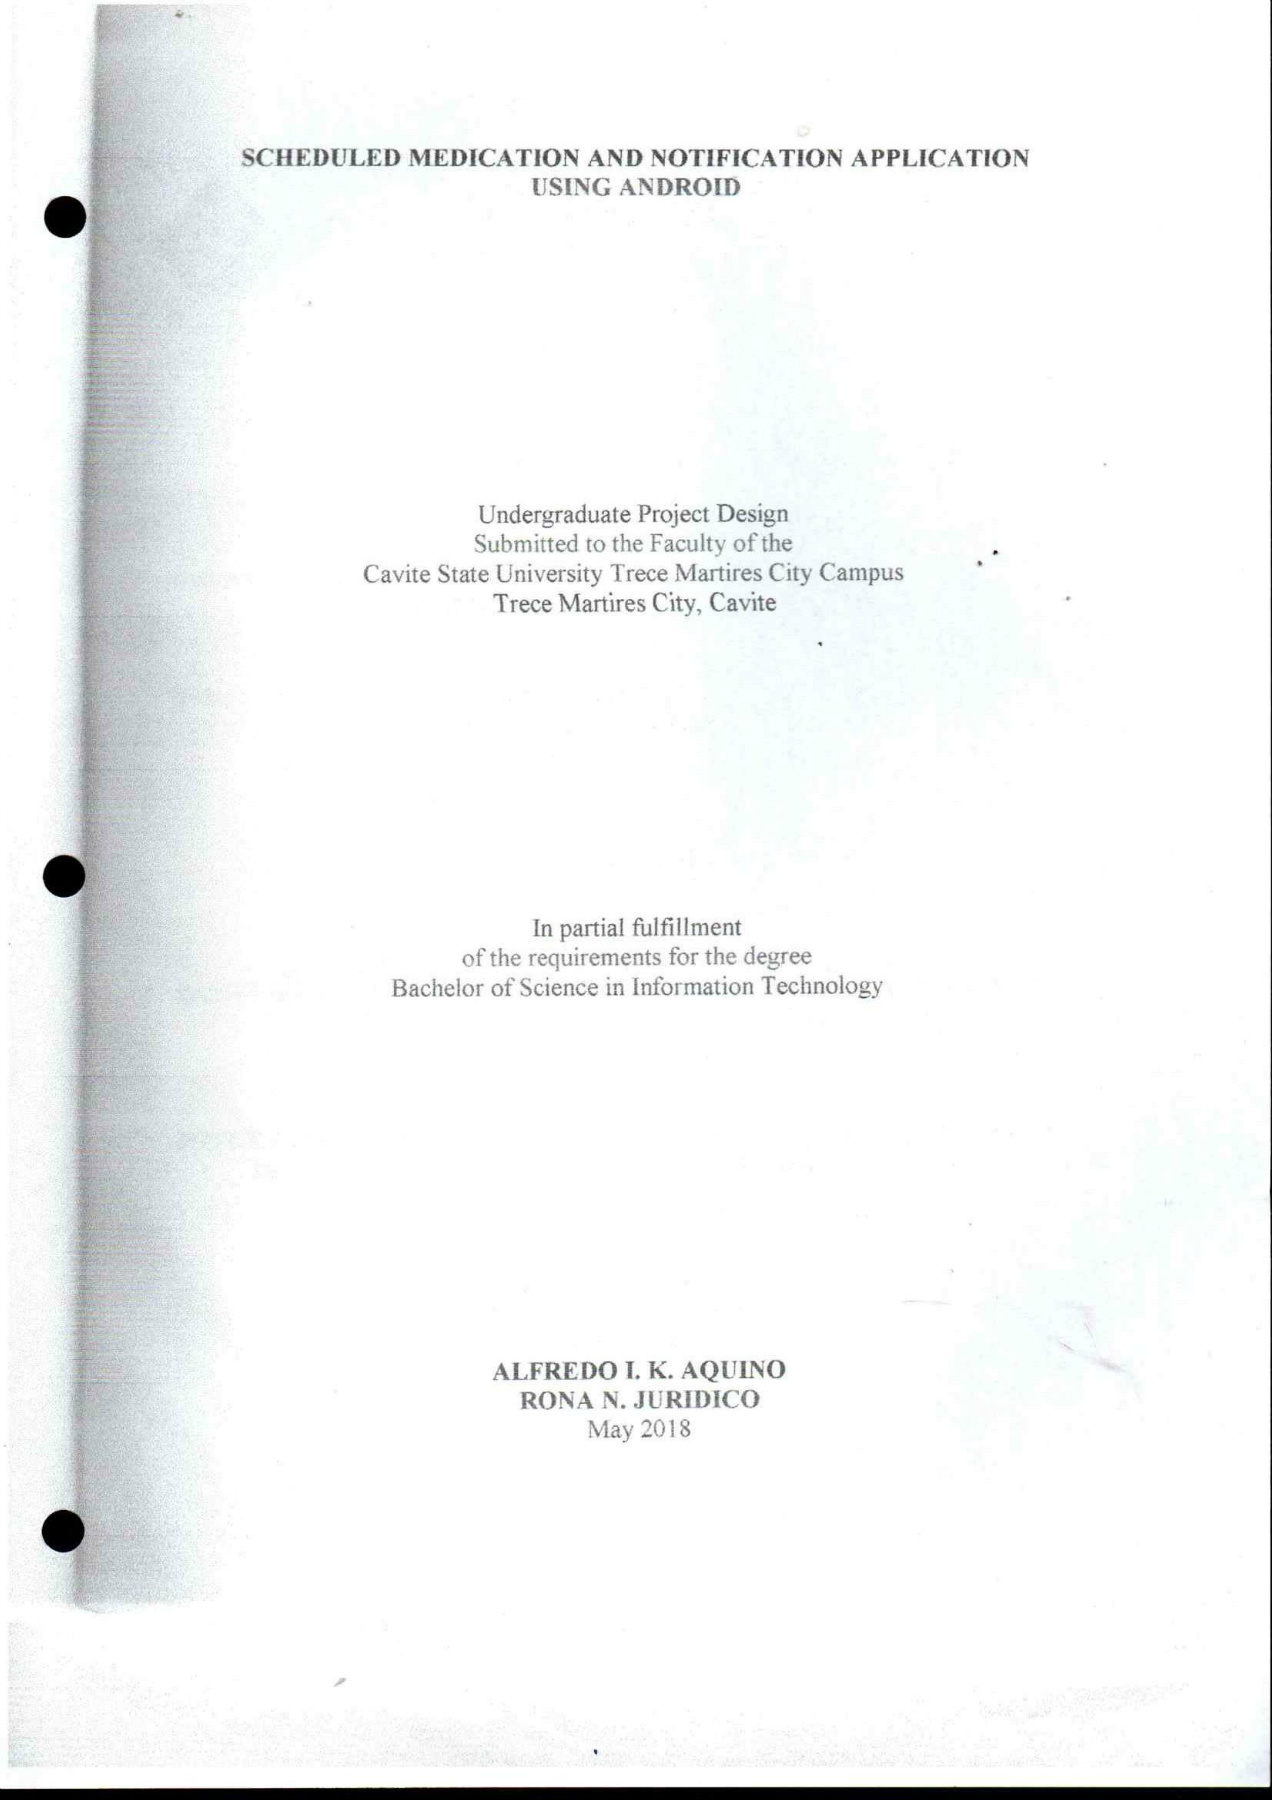 SCHEDULED MEDICATION AND NOTIFICATION APPLICATION
USING ANDROID
Undergraduate Project Design
Submitted to the Faculty of the
Cavite State University Trece Martires City Campus
Trece Martires City, Cavite
In partial fulfillment
of the requirements for the degree
Bachelor of Science in Information Technology
ALFREDO I. K. AQUINO
RONA N. JURIDICO
May 2018